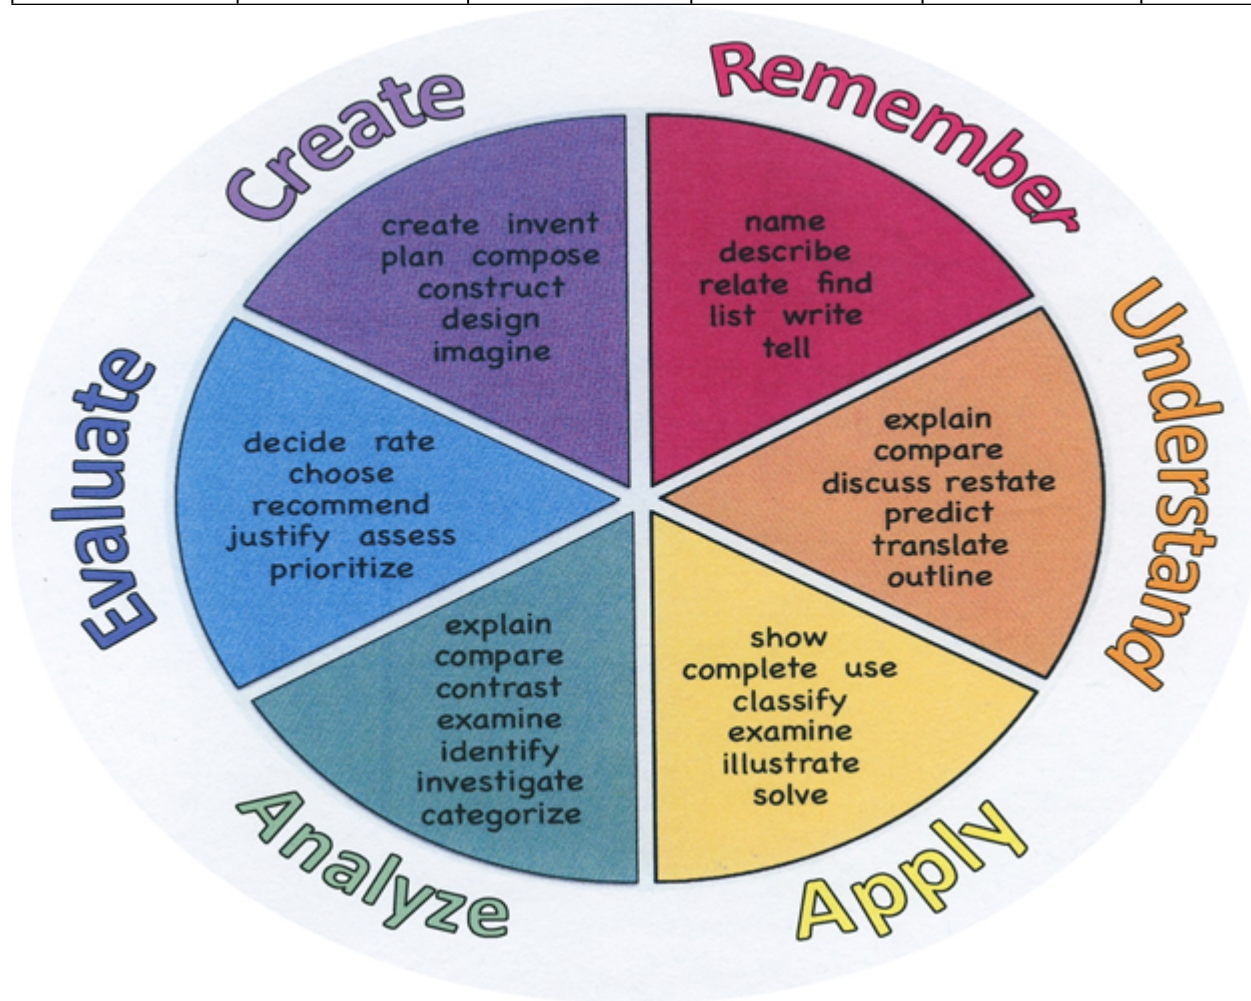 Remember
name
describe
relate find
list write
tell
Understand
explain
compare
discuss restate
predict
translate
outline
Apply
show
complete use
classify
examine
illustrate
solve
Analyze
explain
compare
contrast
examine
identify
investigate
categorize
Evaluate
decide rate
choose
recommend
justify assess
prioritize
Create
create invent
plan compose
construct
design
imagine